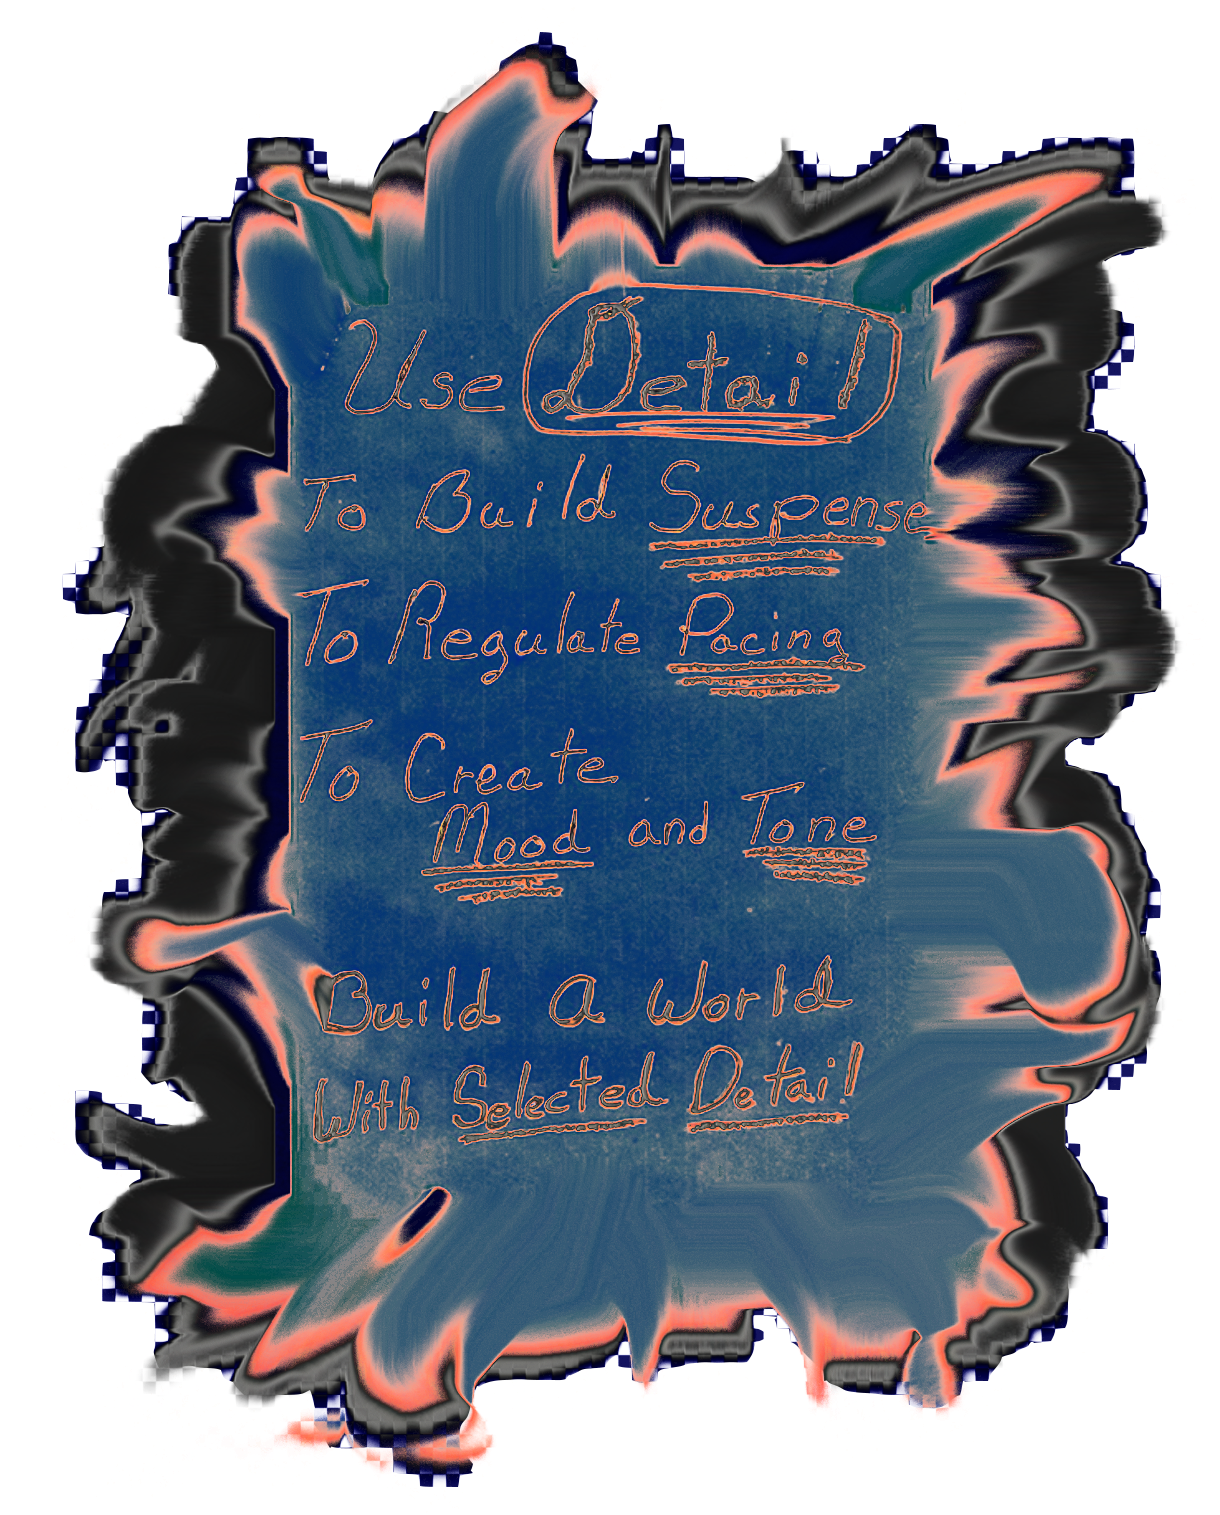 Use Detail
To Build Suspense
To Regulate Pacing
To Create
Mood and Tone
Build A World
With Selected Detail!